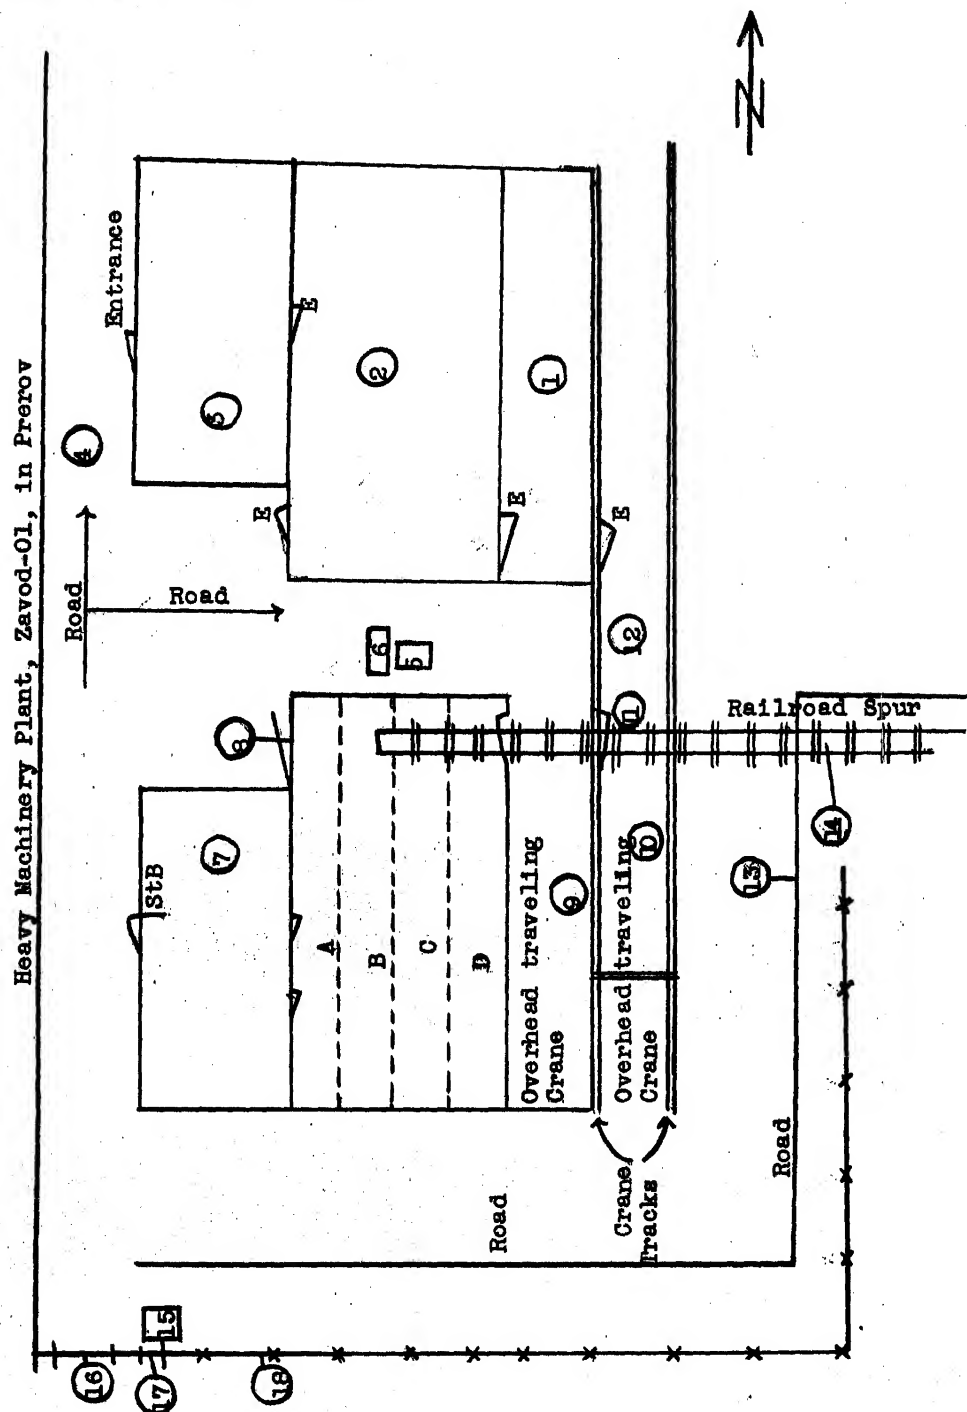 Heavy Machinery Plant, Zavod-01, in Prerov
N
Entrance
4
3
E
2
1
E
E
E
Road
Road
6
5
12
11
Railroad Spur
8
7
StB
A
B
C
D
Overhead traveling
Crane
9
Overhead traveling
Crane
10
13
14
Crane
Tracks
Road
Road
15
16
17
18